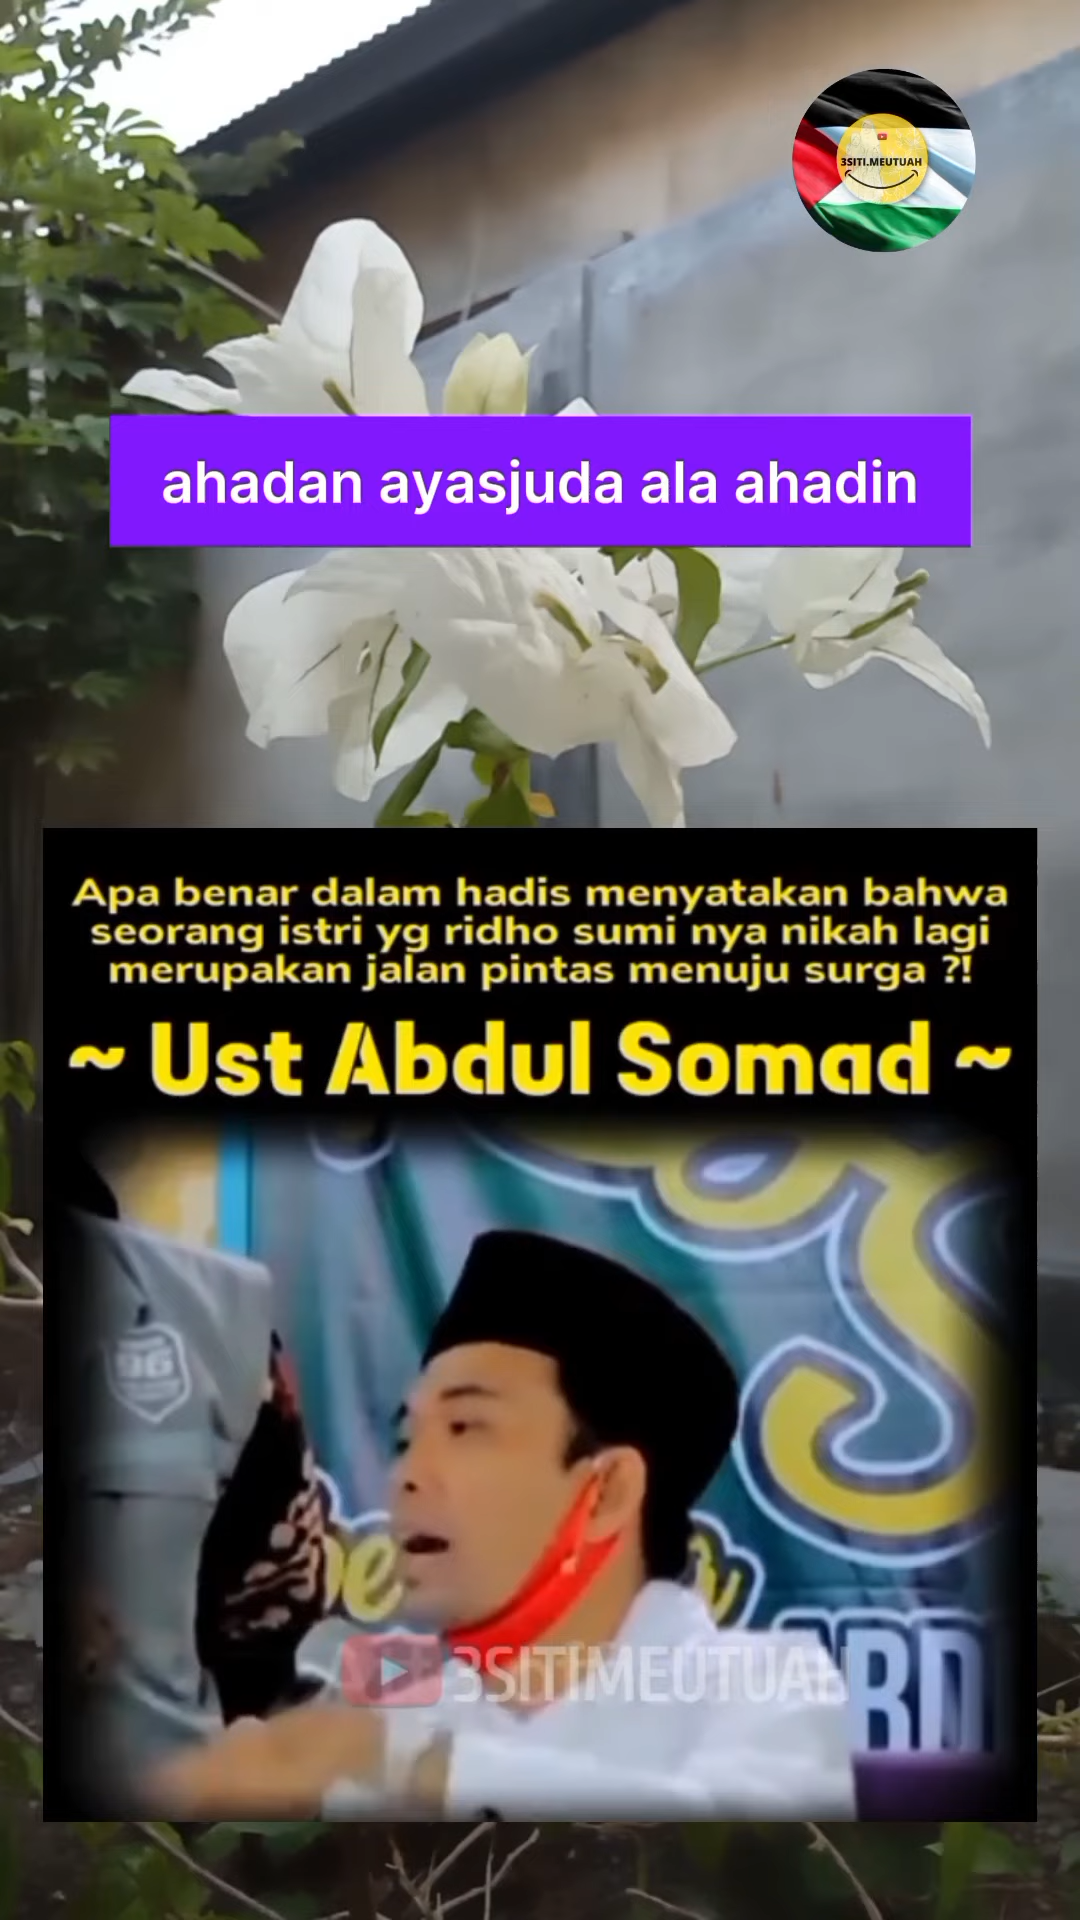 3SITI.MEUTUAH
ahadan ayasjuda ala ahadin
Apa benar dalam hadis menyatakan bahwa
seorang istri yg ridho sumi nya nikah lagi
merupakan jalan pintas menuju surga ?!
~ Ust Abdul Somad ~
96
3SITIMEUTUAH